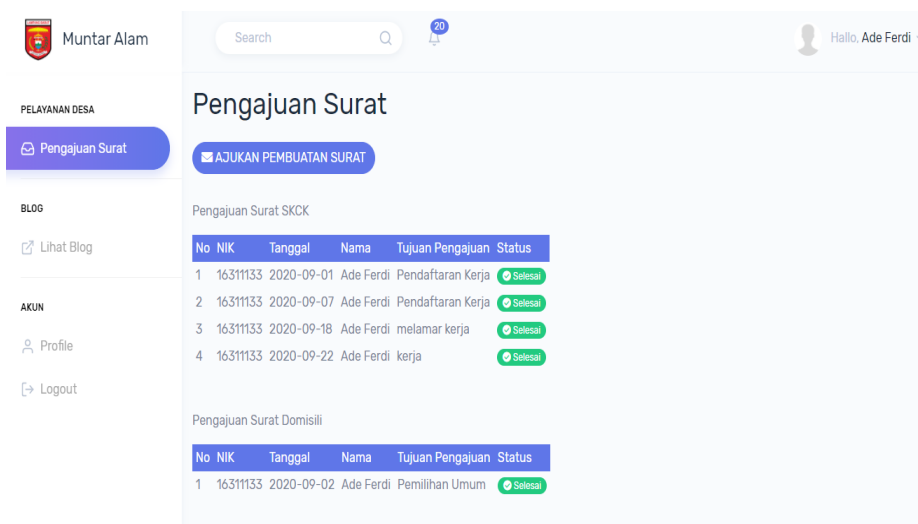 Muntar Alam
Search
20
Hallo, Ade Ferdi
PELAYANAN DESA
Pengajuan Surat
BLOG
Lihat Blog
AKUN
Profile
Logout
Pengajuan Surat
AJUKAN PEMBUATAN SURAT
Pengajuan Surat SKCK
No NIK Tanggal Nama Tujuan Pengajuan Status
1 16311133 2020-09-01 Ade Ferdi Pendaftaran Kerja Selesai
2 16311133 2020-09-07 Ade Ferdi Pendaftaran Kerja Selesai
3 16311133 2020-09-18 Ade Ferdi melamar kerja Selesai
4 16311133 2020-09-22 Ade Ferdi kerja Selesai
Pengajuan Surat Domisili
No NIK Tanggal Nama Tujuan Pengajuan Status
1 16311133 2020-09-02 Ade Ferdi Pemilihan Umum Selesai